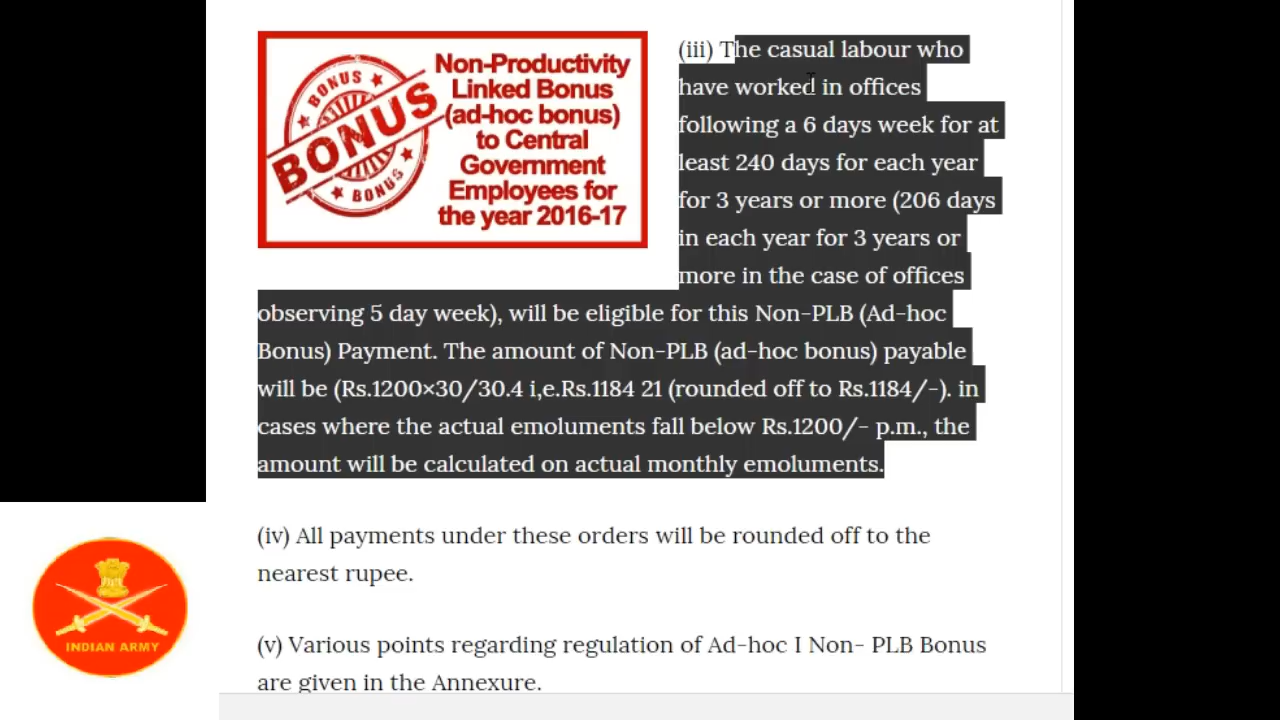 BONUS
BONUS
BONUS
Non-Productivity
Linked Bonus
(ad-hoc bonus)
to Central
Government
Employees for
the year 2016-17
(iii) The casual labour who
have worked in offices
following a 6 days week for at
least 240 days for each year
for 3 years or more (206 days
in each year for 3 years or
more in the case of offices
observing 5 day week), will be eligible for this Non-PLB (Ad-hoc
Bonus) Payment. The amount of Non-PLB (ad-hoc bonus) payable
will be (Rs.1200×30/30.4 i,e.Rs.1184 21 (rounded off to Rs.1184/-). in
cases where the actual emoluments fall below Rs.1200/- p.m., the
amount will be calculated on actual monthly emoluments.
(iv) All payments under these orders will be rounded off to the
nearest rupee.
(v) Various points regarding regulation of Ad-hoc I Non- PLB Bonus
are given in the Annexure.
INDIAN ARMY